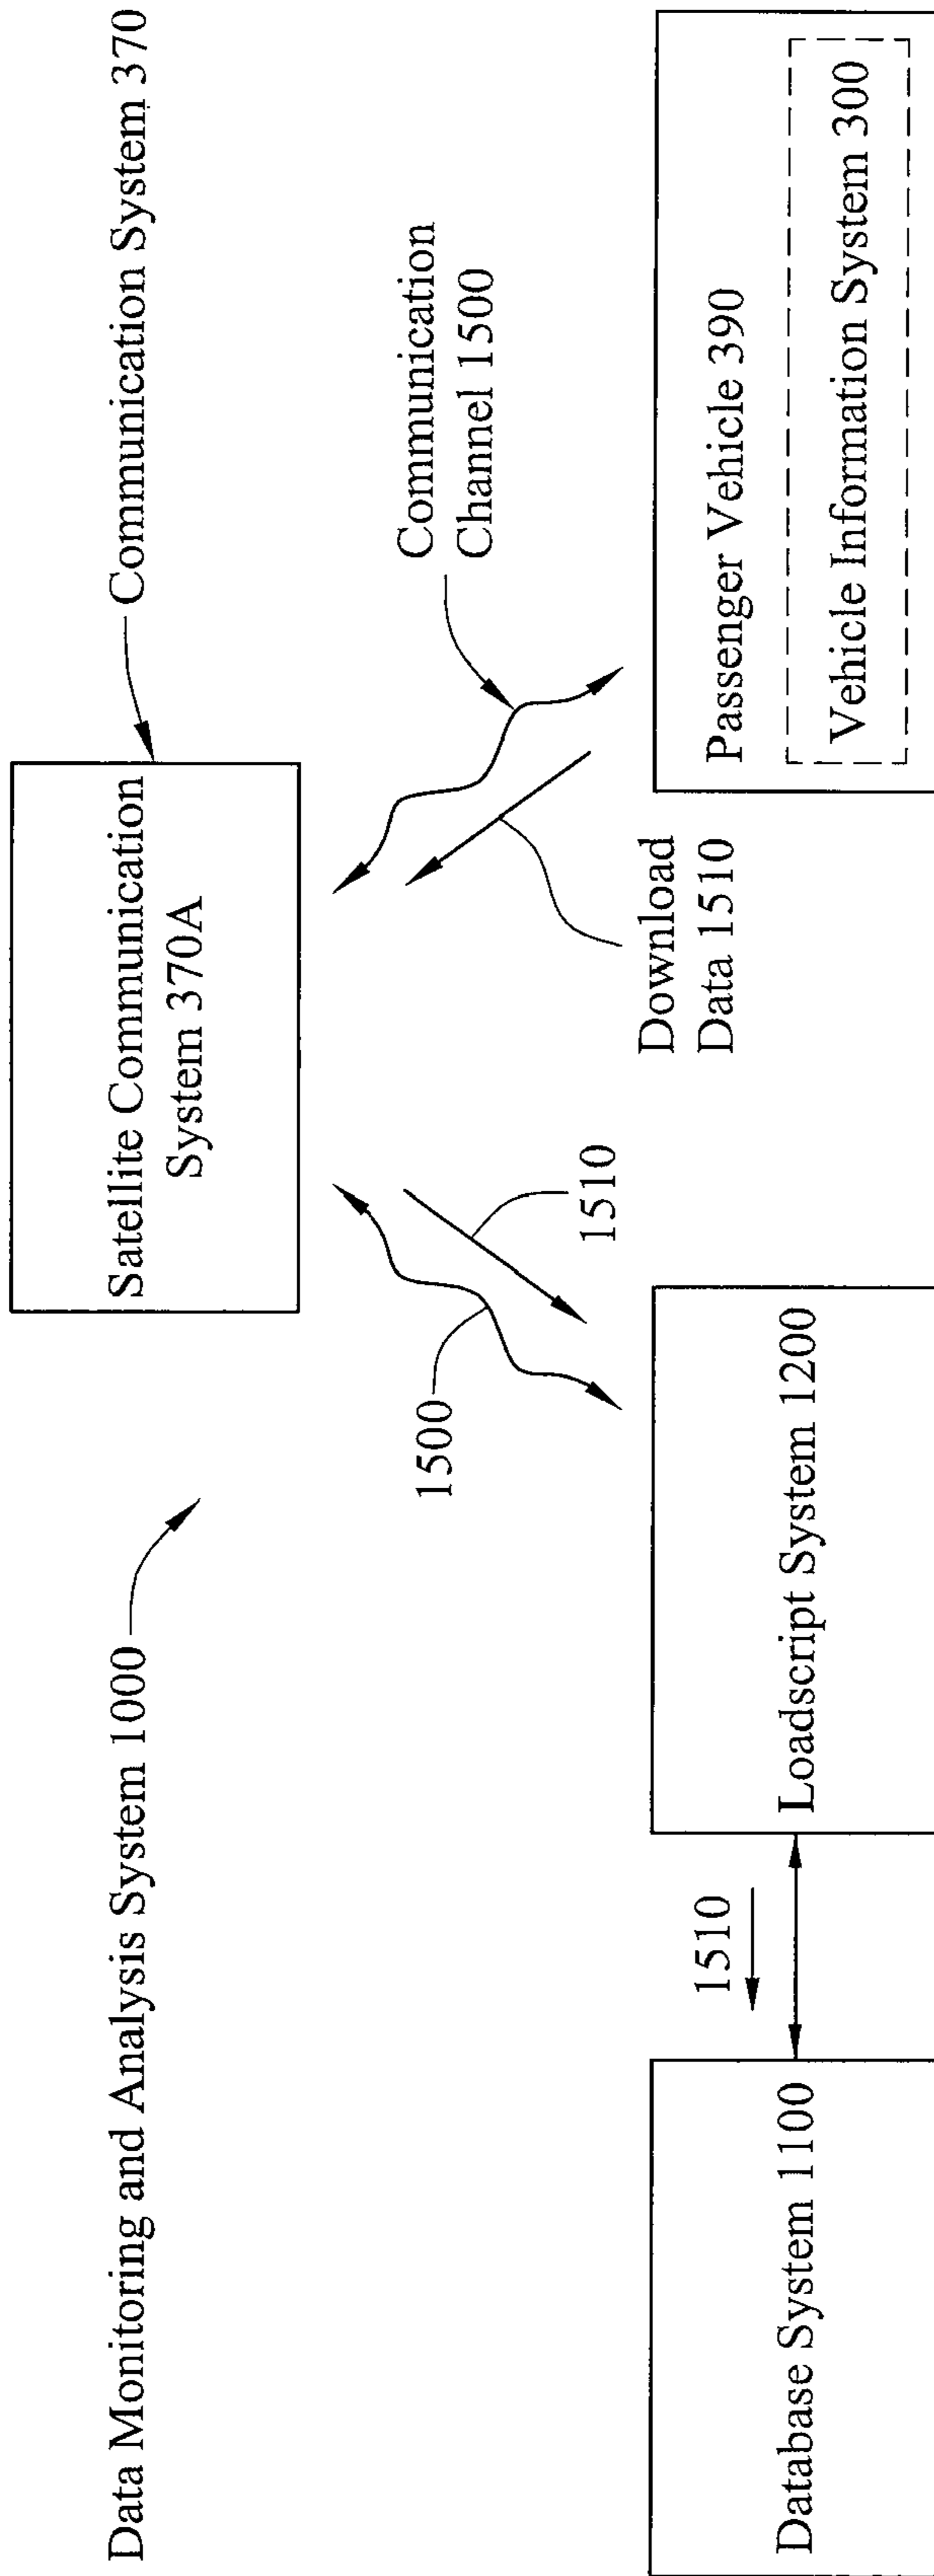 Data Monitoring and Analysis System 1000
Satellite Communication
System 370A
Communication System 370
1500
1510
Communication
Channel 1500
Download
Data 1510
Database System 1100
1510
Loadscript System 1200
Passenger Vehicle 390
Vehicle Information System 300